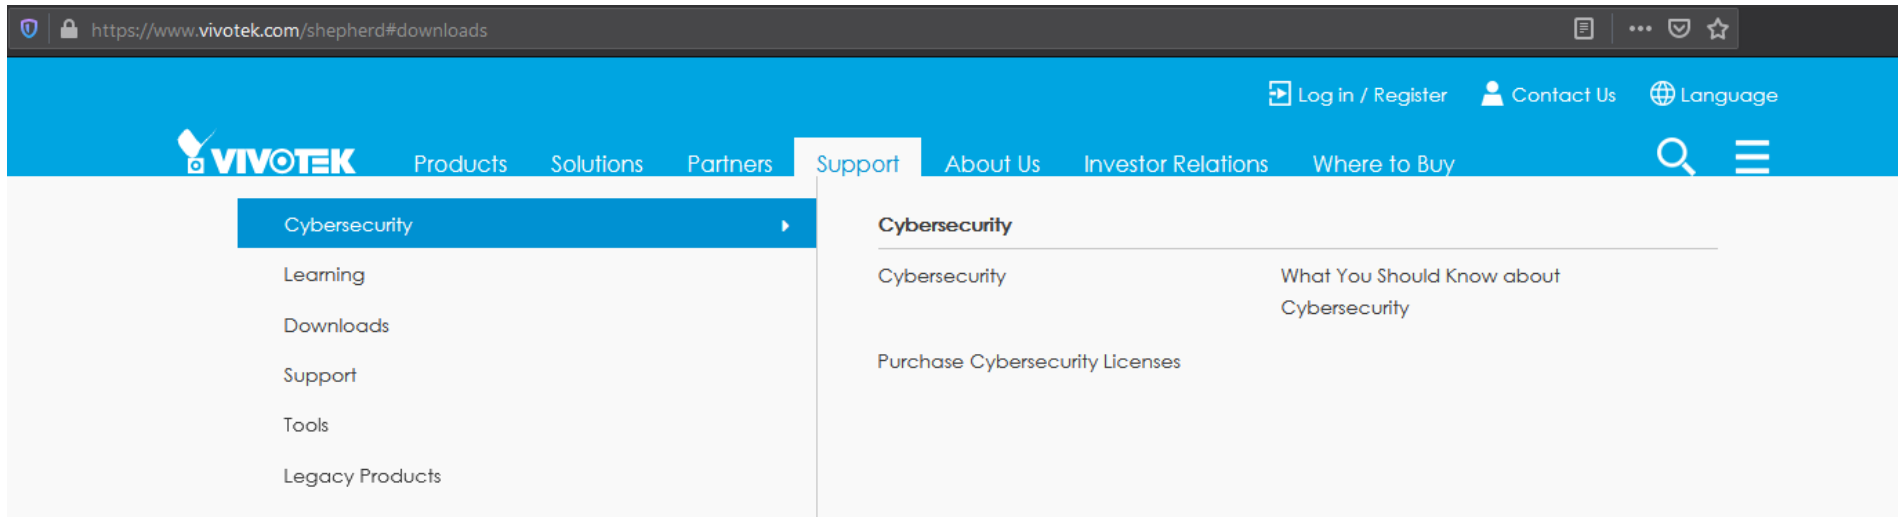 https://www.vivotek.com/shepherd#downloads
Log in / Register Contact Us Language
VIVOTEK Products Solutions Partners Support About Us Investor Relations Where to Buy
Cybersecurity
Learning
Downloads
Support
Tools
Legacy Products
Cybersecurity
Cybersecurity
What You Should Know about
Cybersecurity
Purchase Cybersecurity Licenses